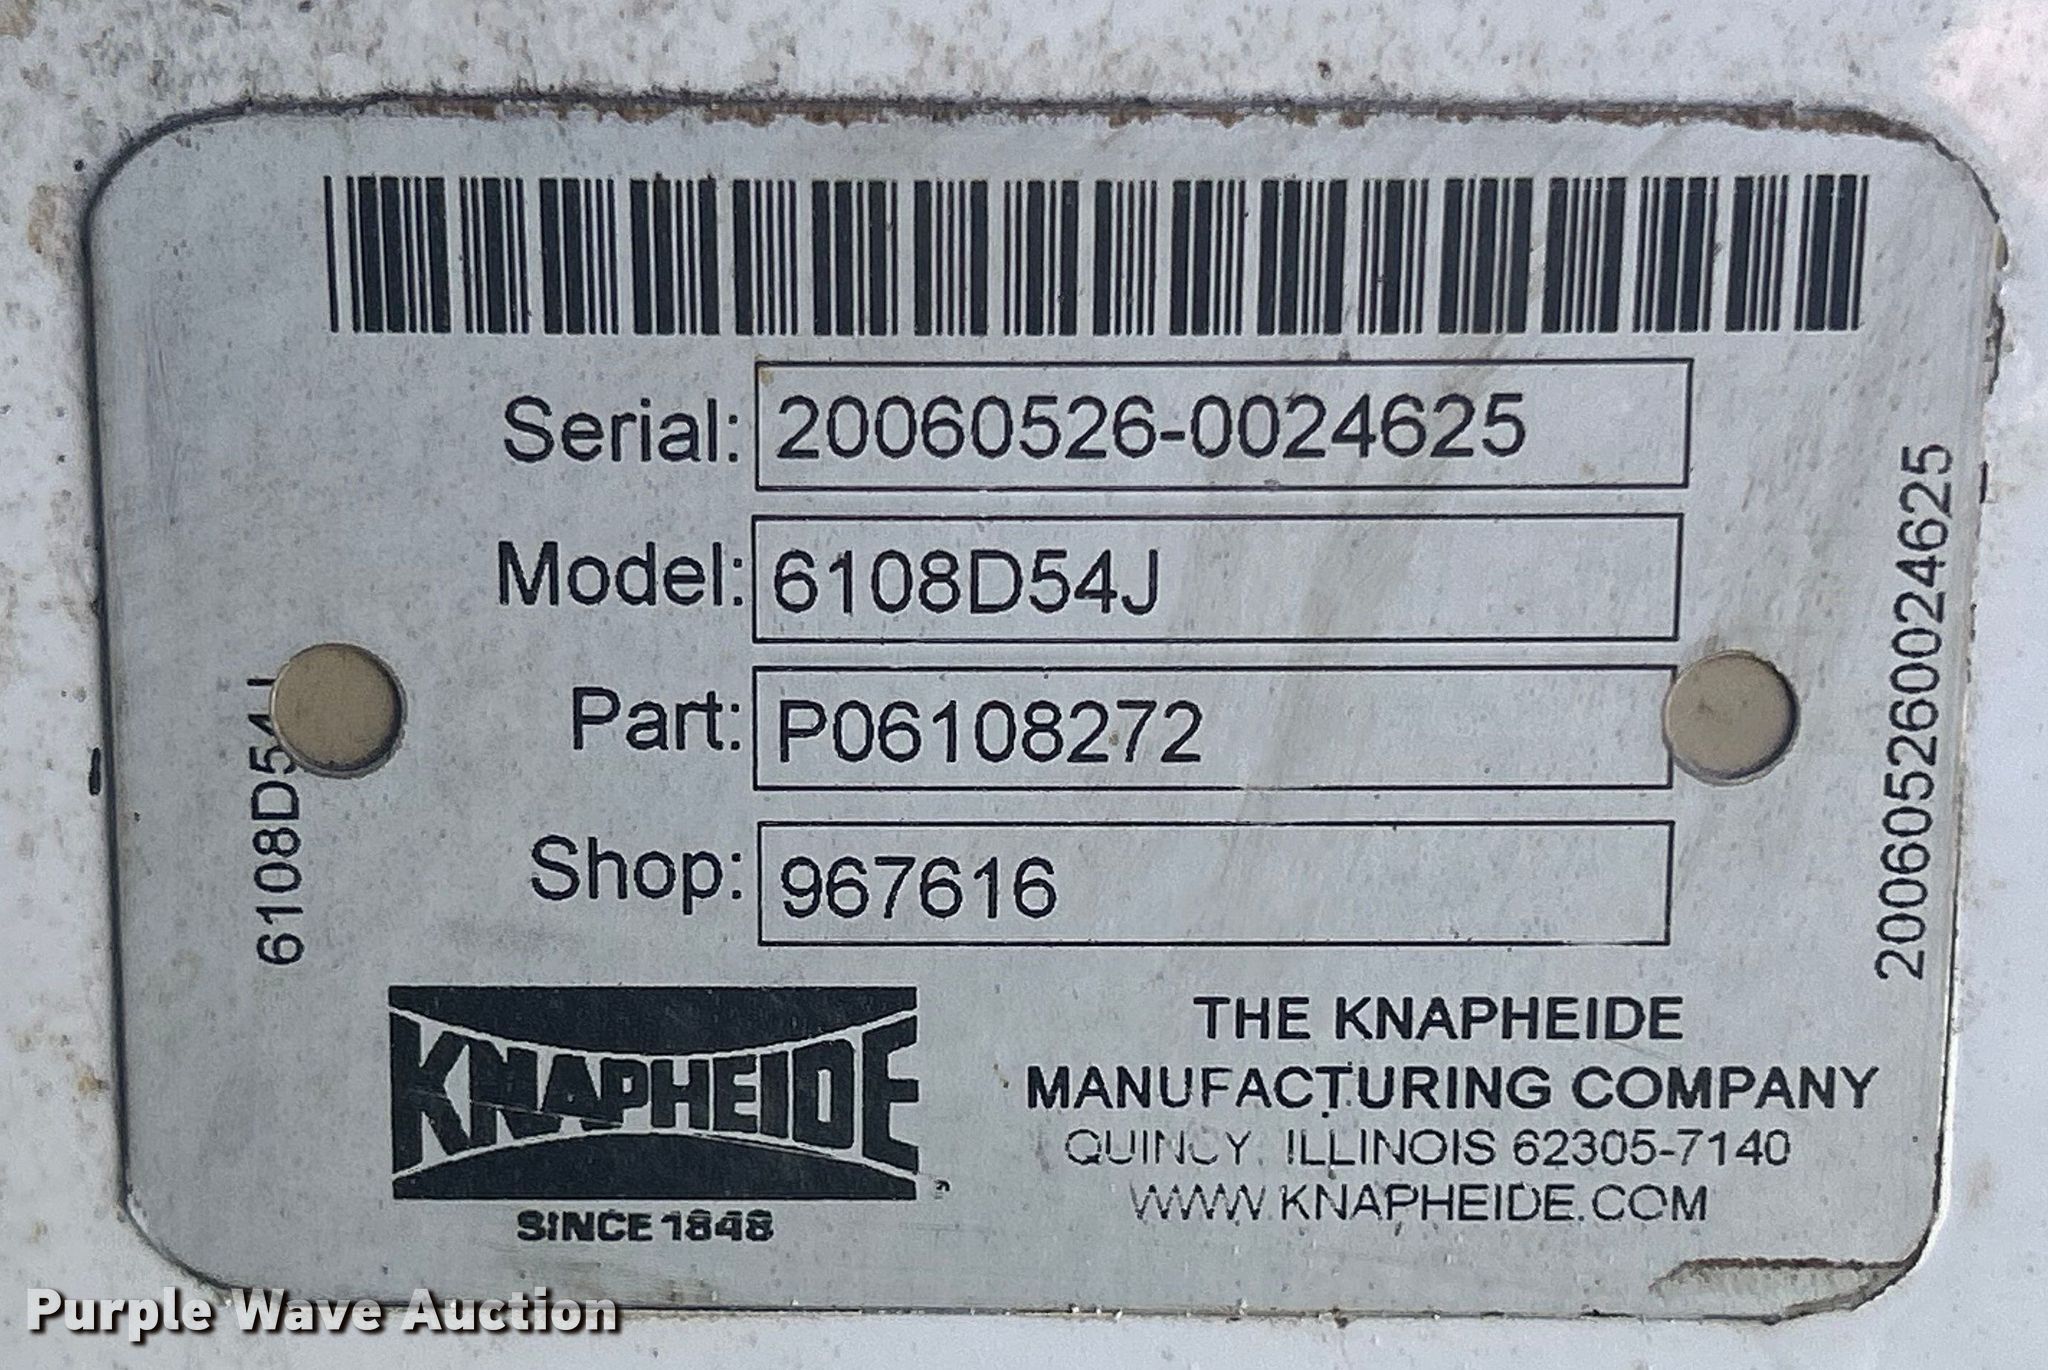 Serial: 20060526-0024625
Model: 6108D54J
Part: P06108272
Shop: 967616
6108D54J
200605260024625
KNAPHEIDE
SINCE 1848
THE KNAPHEIDE
MANUFACTURING COMPANY
QUINCY, ILLINOIS 62305-7140
WWW.KNAPHEIDE.COM
Purple Wave Auction